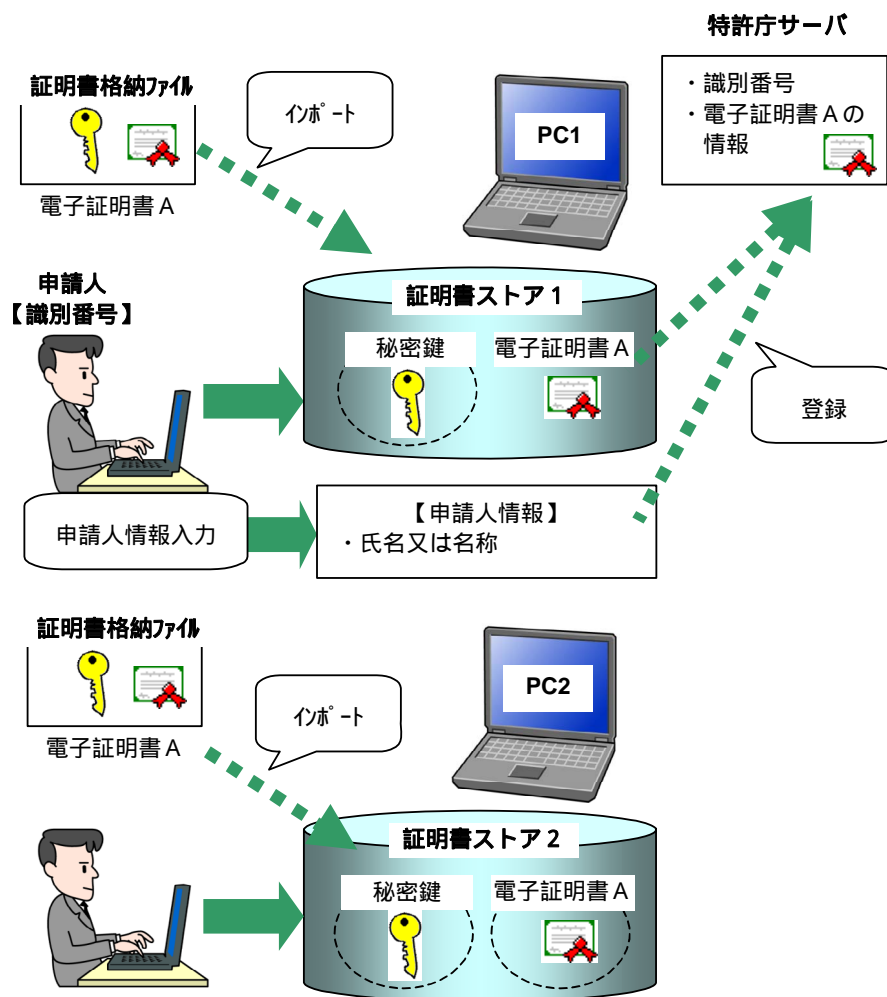 特許庁サーバ
・識別番号
・電子証明書Aの
情報
証明書格納ファイル
電子証明書A
インポート
PC1
申請人
【識別番号】
証明書ストア1
秘密鍵
電子証明書A
登録
申請人情報入力
【申請人情報】
・氏名又は名称
証明書格納ファイル
電子証明書A
インポート
PC2
証明書ストア2
秘密鍵
電子証明書A